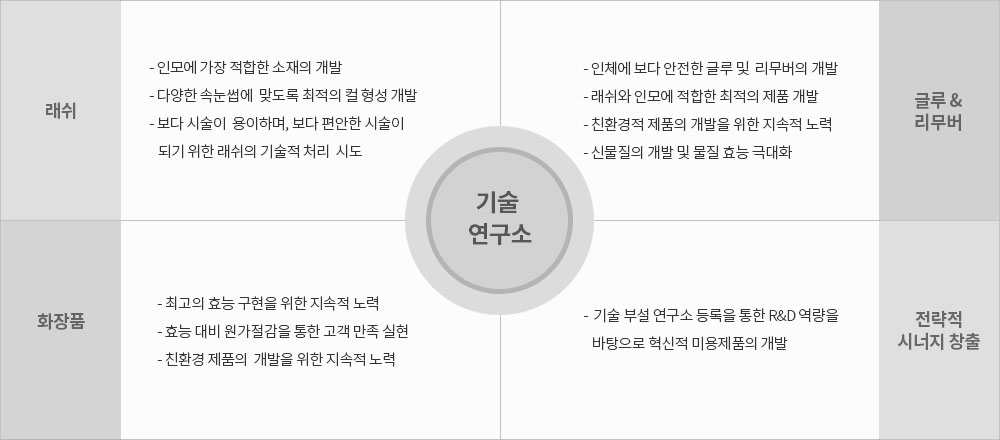 래쉬
- 인모에 가장 적합한 소재의 개발
- 다양한 속눈썹에 맞도록 최적의 컬 형성 개발
- 보다 시술이 용이하며, 보다 편안한 시술이
되기 위한 래쉬의 기술적 처리 시도
- 인체에 보다 안전한 글루 및 리무버의 개발
- 래쉬와 인모에 적합한 최적의 제품 개발
- 친환경적 제품의 개발을 위한 지속적 노력
- 신물질의 개발 및 물질 효능 극대화
글루 &
리무버
기술
연구소
화장품
- 최고의 효능 구현을 위한 지속적 노력
- 효능 대비 원가절감을 통한 고객 만족 실현
- 친환경 제품의 개발을 위한 지속적 노력
- 기술 부설 연구소 등록을 통한 R&D 역량을
바탕으로 혁신적 미용제품의 개발
전략적
시너지 창출